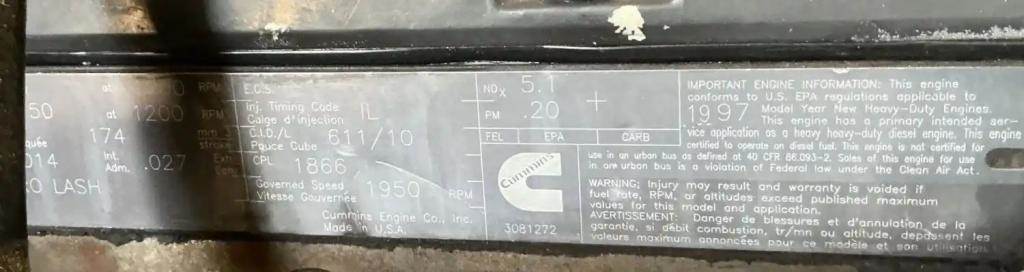 at 0 RPM
50 at 1200 RPM
quée 174 mm 3 stroke
014 Int. Adm. .027 Exh. Ech.
O LASH
E.C.S.
Inj. Timing Code
Calge d'injection IL
C.I.D./L
Pouce Cube 611/10
CPL 1866
Governed Speed
Vitesse Gouvernée 1950 RPM
Cummins Engine Co., Inc.
Made in U.S.A.
NOx 5.1
PM .20 +
FEL EPA CARB
Cummins
3081272
IMPORTANT ENGINE INFORMATION: This engine
conforms to U.S. EPA regulations applicable to
1997 Model Year New Heavy-Duty Engines.
This engine has a primary intended ser-
vice application as a heavy heavy-duty diesel engine. This engine
certified to operate on diesel fuel. This engine is not certified for
use in an urban bus as defined at 40 CFR 86.093-2. Sales of this engine for use
in are urban bus is a violation of Federal law under the Clean Air Act.
WARNING; Injury may result and warranty is voided if
fuel rate, RPM, or altitudes exceed published maximum
values for this model and application.
AVERTISSEMENT: Danger de blessures et d'annulation de la
garantie, si débit combustion, tr/mn ou altitude, dépassent les
valeurs maximum annoncées pour ce modèle et son utilisation.